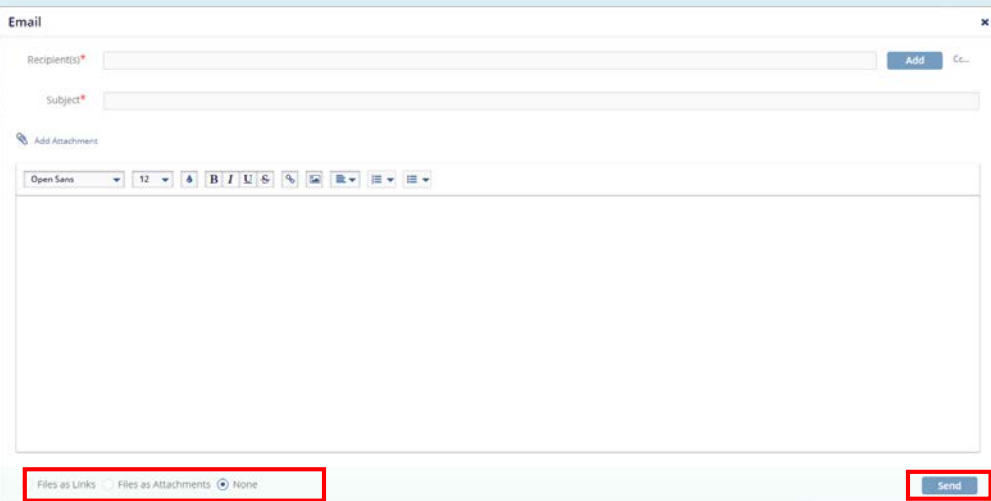 Email
Recipient(s)* Add Cc...
Subject*
Add Attachment
Open Sans 12 B I U S
Files as Links Files as Attachments None Send